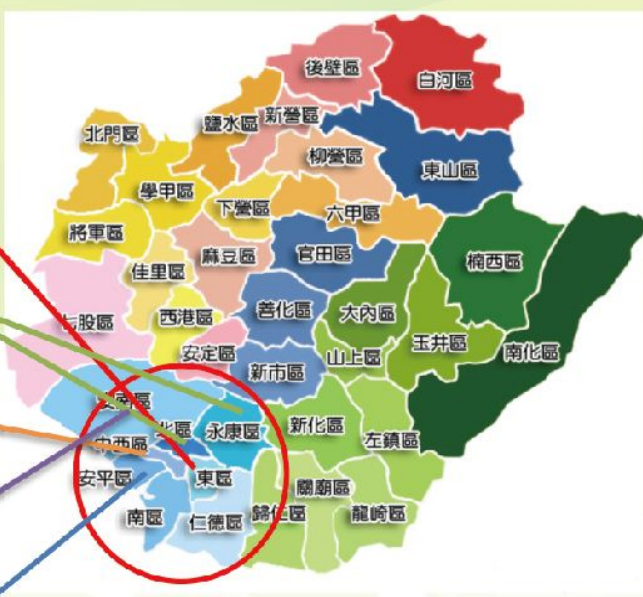 後壁區
白河區
新營區
鹽水區
北門區
柳營區
東山區
學甲區
下營區
六甲區
將軍區
麻豆區
官田區
楠西區
佳里區
七股區
西港區
善化區
大內區
玉井區
南化區
安定區
山上區
新市區
安南區
北區
永康區
新化區
左鎮區
中西區
安平區
東區
關廟區
南區
仁德區
歸仁區
龍崎區